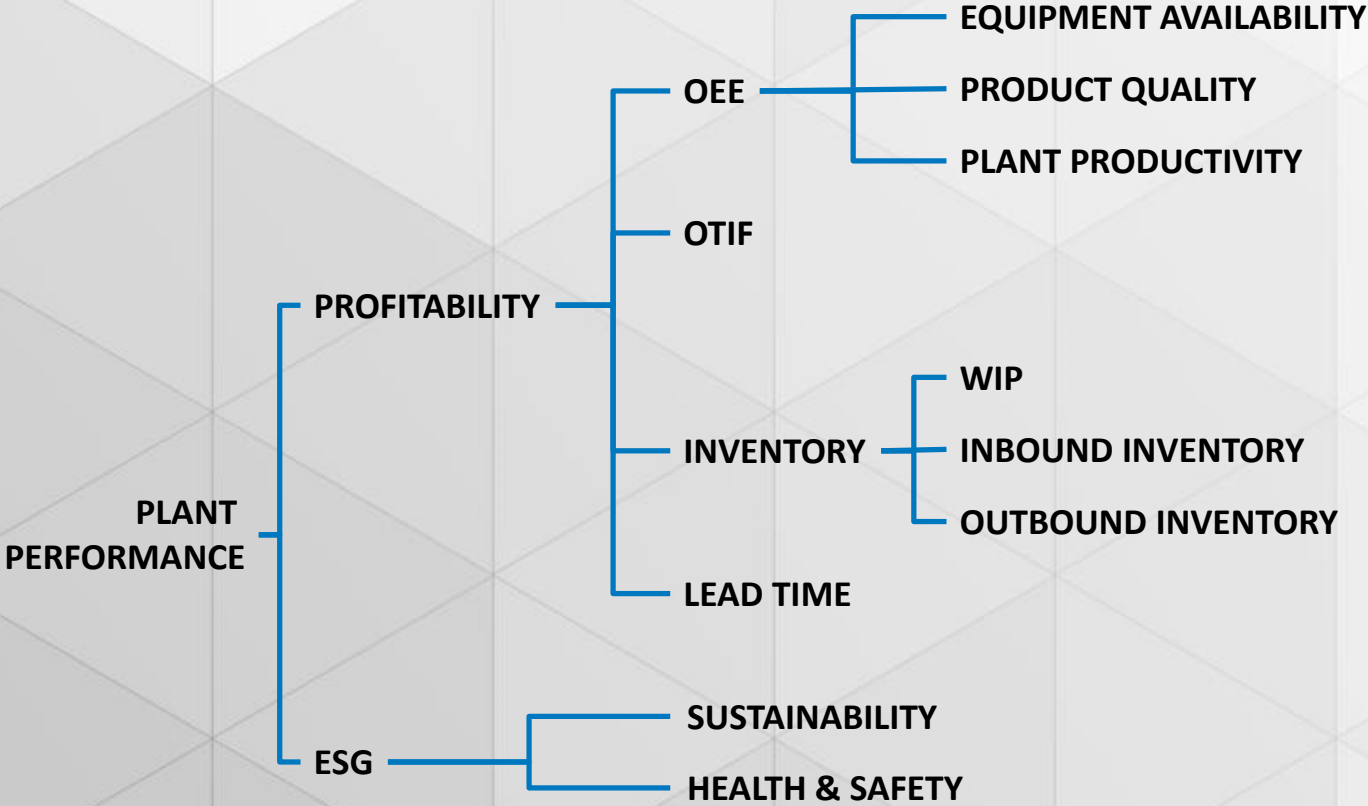 EQUIPMENT AVAILABILITY
OEE
PRODUCT QUALITY
PLANT PRODUCTIVITY
OTIF
PROFITABILITY
WIP
INVENTORY
INBOUND INVENTORY
PLANT
PERFORMANCE
OUTBOUND INVENTORY
LEAD TIME
SUSTAINABILITY
ESG
HEALTH & SAFETY